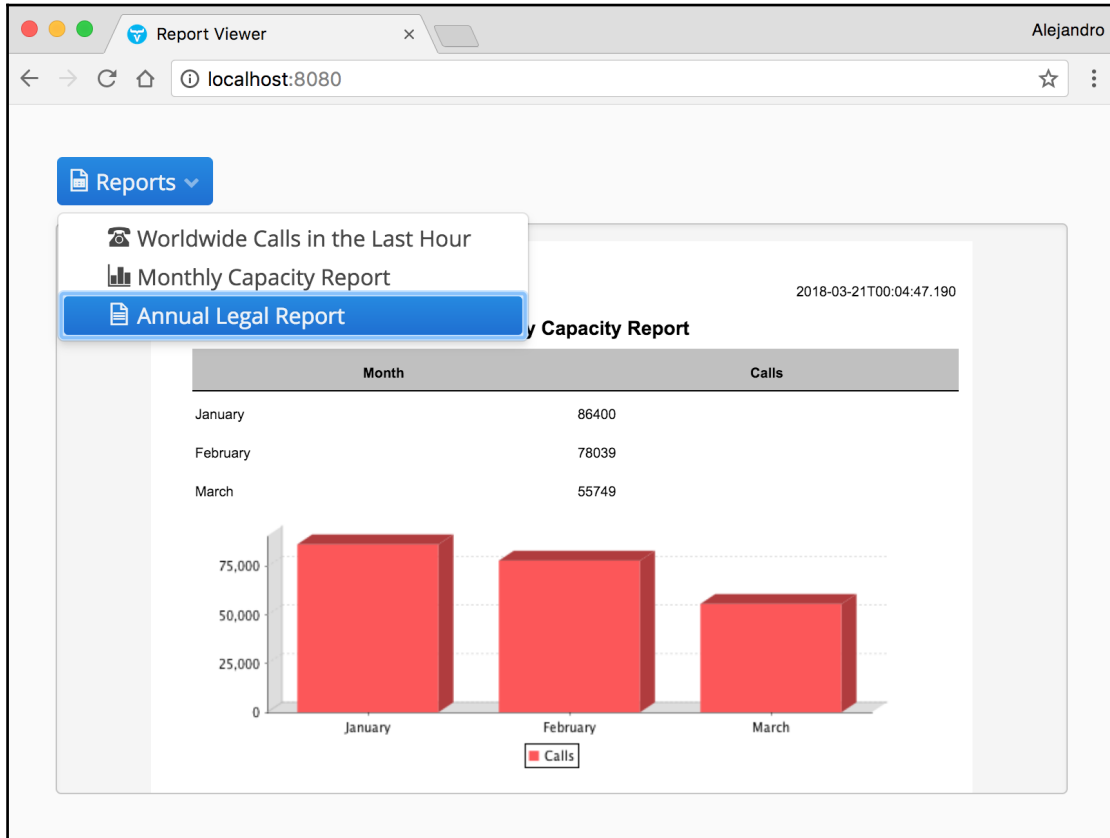 Report Viewer
Alejandro
localhost:8080
Reports
Worldwide Calls in the Last Hour
Monthly Capacity Report
Annual Legal Report
2018-03-21T00:04:47.190
y Capacity Report
Month Calls
January 86400
February 78039
March 55749
75,000
50,000
25,000
0
January February March
Calls